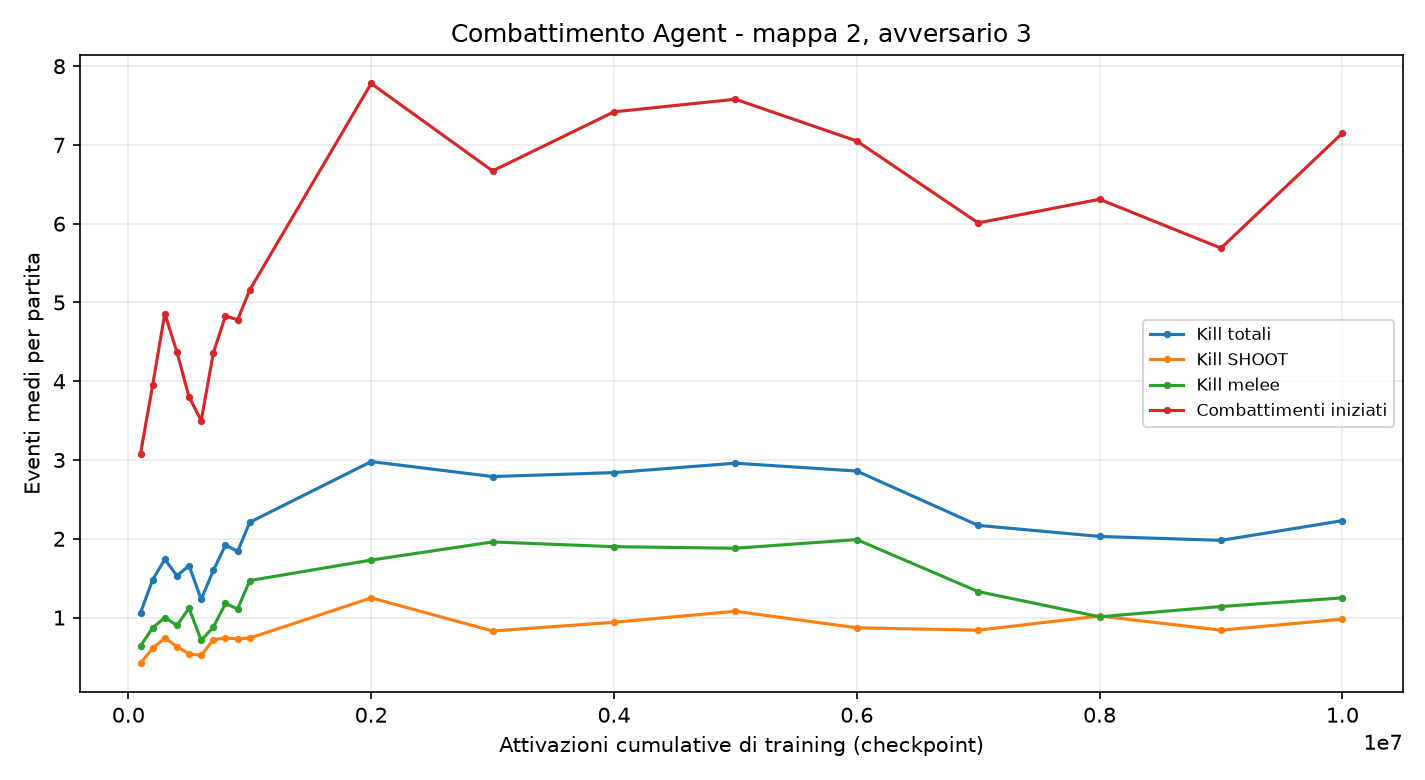 Combattimento Agent - mappa 2, avversario 3
Eventi medi per partita
8
7
6
5
4
3
2
1
Kill totali
Kill SHOOT
Kill melee
Combattimenti iniziati
0.0
0.2
0.4
0.6
0.8
1.0
1e7
Attivazioni cumulative di training (checkpoint)